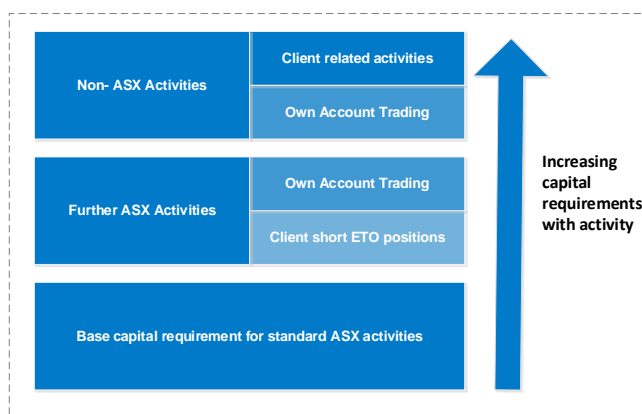 Non- ASX Activities
Client related activities
Own Account Trading
Further ASX Activities
Own Account Trading
Client short ETO positions
Base capital requirement for standard ASX activities
Increasing
capital
requirements
with activity